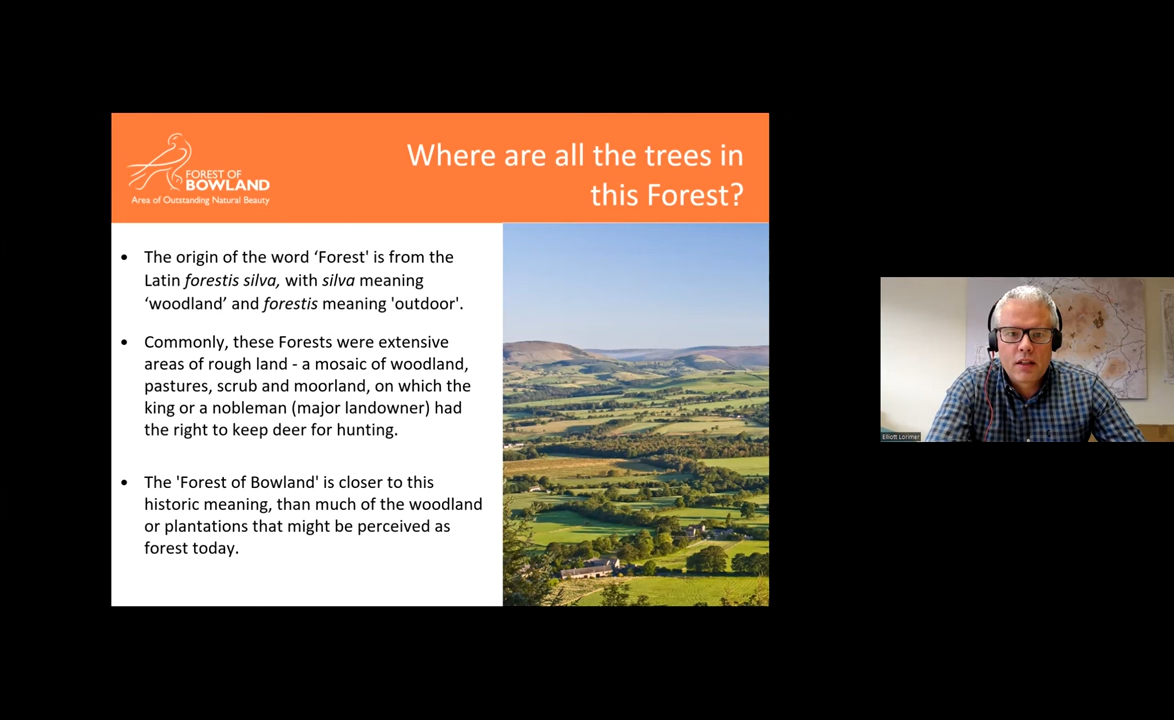 FOREST OF
BOWLAND
Area of Outstanding Natural Beauty
Where are all the trees in
this Forest?
• The origin of the word ‘Forest' is from the
Latin forestis silva, with silva meaning
‘woodland’ and forestis meaning 'outdoor'.
• Commonly, these Forests were extensive
areas of rough land - a mosaic of woodland,
pastures, scrub and moorland, on which the
king or a nobleman (major landowner) had
the right to keep deer for hunting.
• The 'Forest of Bowland' is closer to this
historic meaning, than much of the woodland
or plantations that might be perceived as
forest today.
Elliott Lorimer